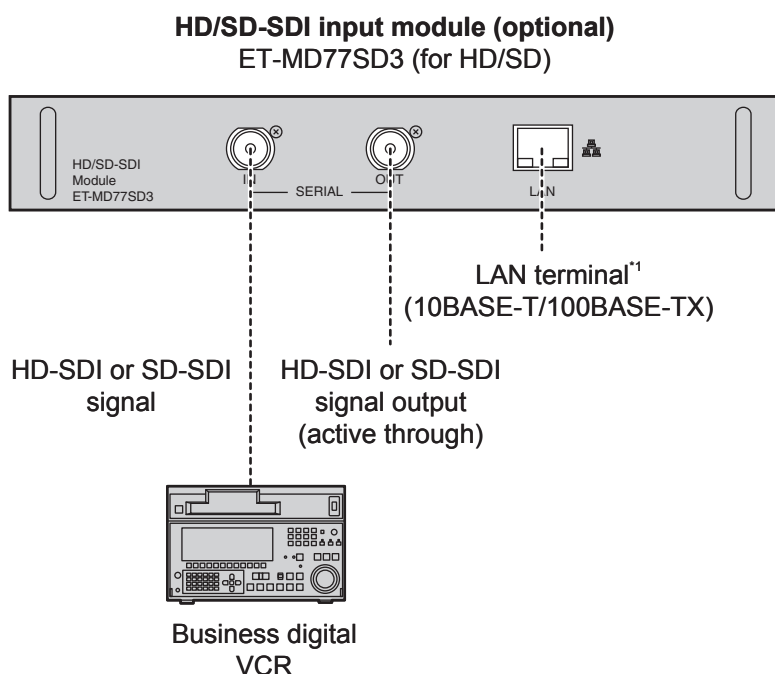 HD/SD-SDI input module (optional)
ET-MD77SD3 (for HD/SD)
HD/SD-SDI
Module
ET-MD77SD3
IN
SERIAL
OUT
LAN
LAN terminal*1
(10BASE-T/100BASE-TX)
HD-SDI or SD-SDI
signal
HD-SDI or SD-SDI
signal output
(active through)
Business digital
VCR